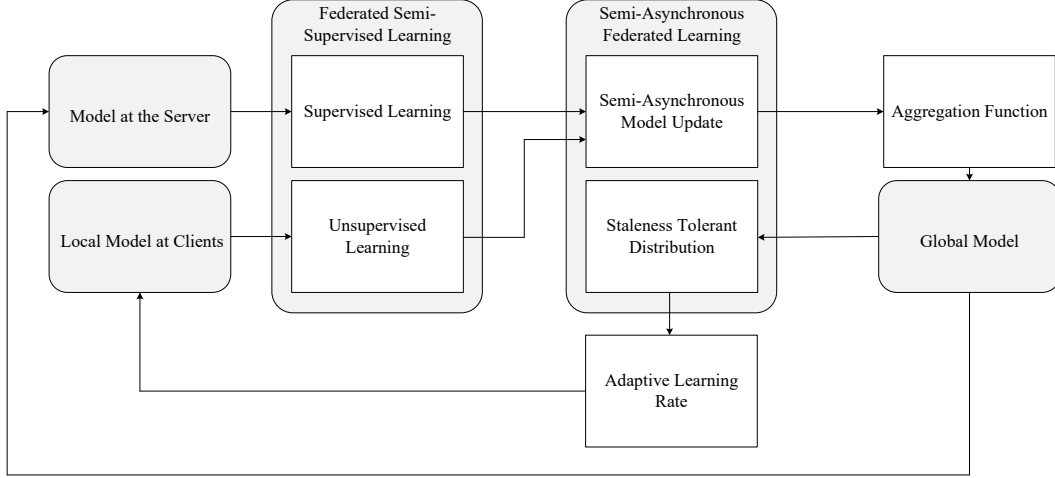 Federated Semi-
Supervised Learning
Semi-Asynchronous
Federated Learning
Model at the Server
Supervised Learning
Semi-Asynchronous
Model Update
Aggregation Function
Local Model at Clients
Unsupervised
Learning
Staleness Tolerant
Distribution
Global Model
Adaptive Learning
Rate